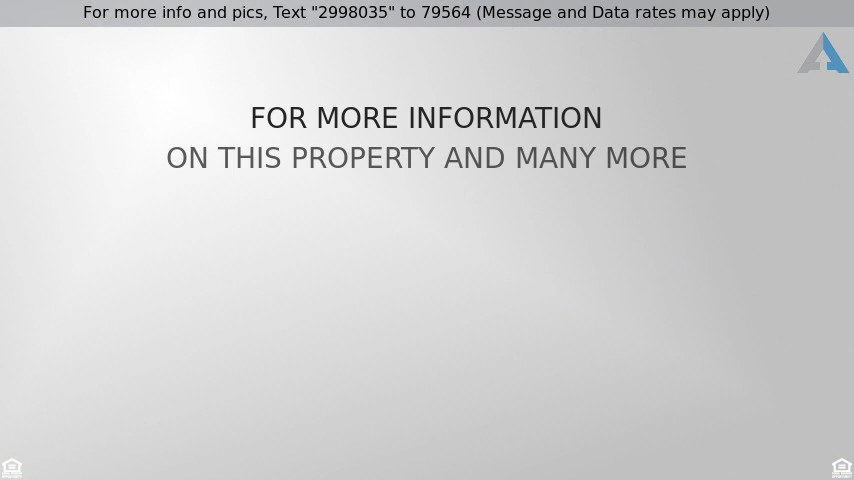 For more info and pics, Text "2998035" to 79564 (Message and Data rates may apply)
FOR MORE INFORMATION
ON THIS PROPERTY AND MANY MORE